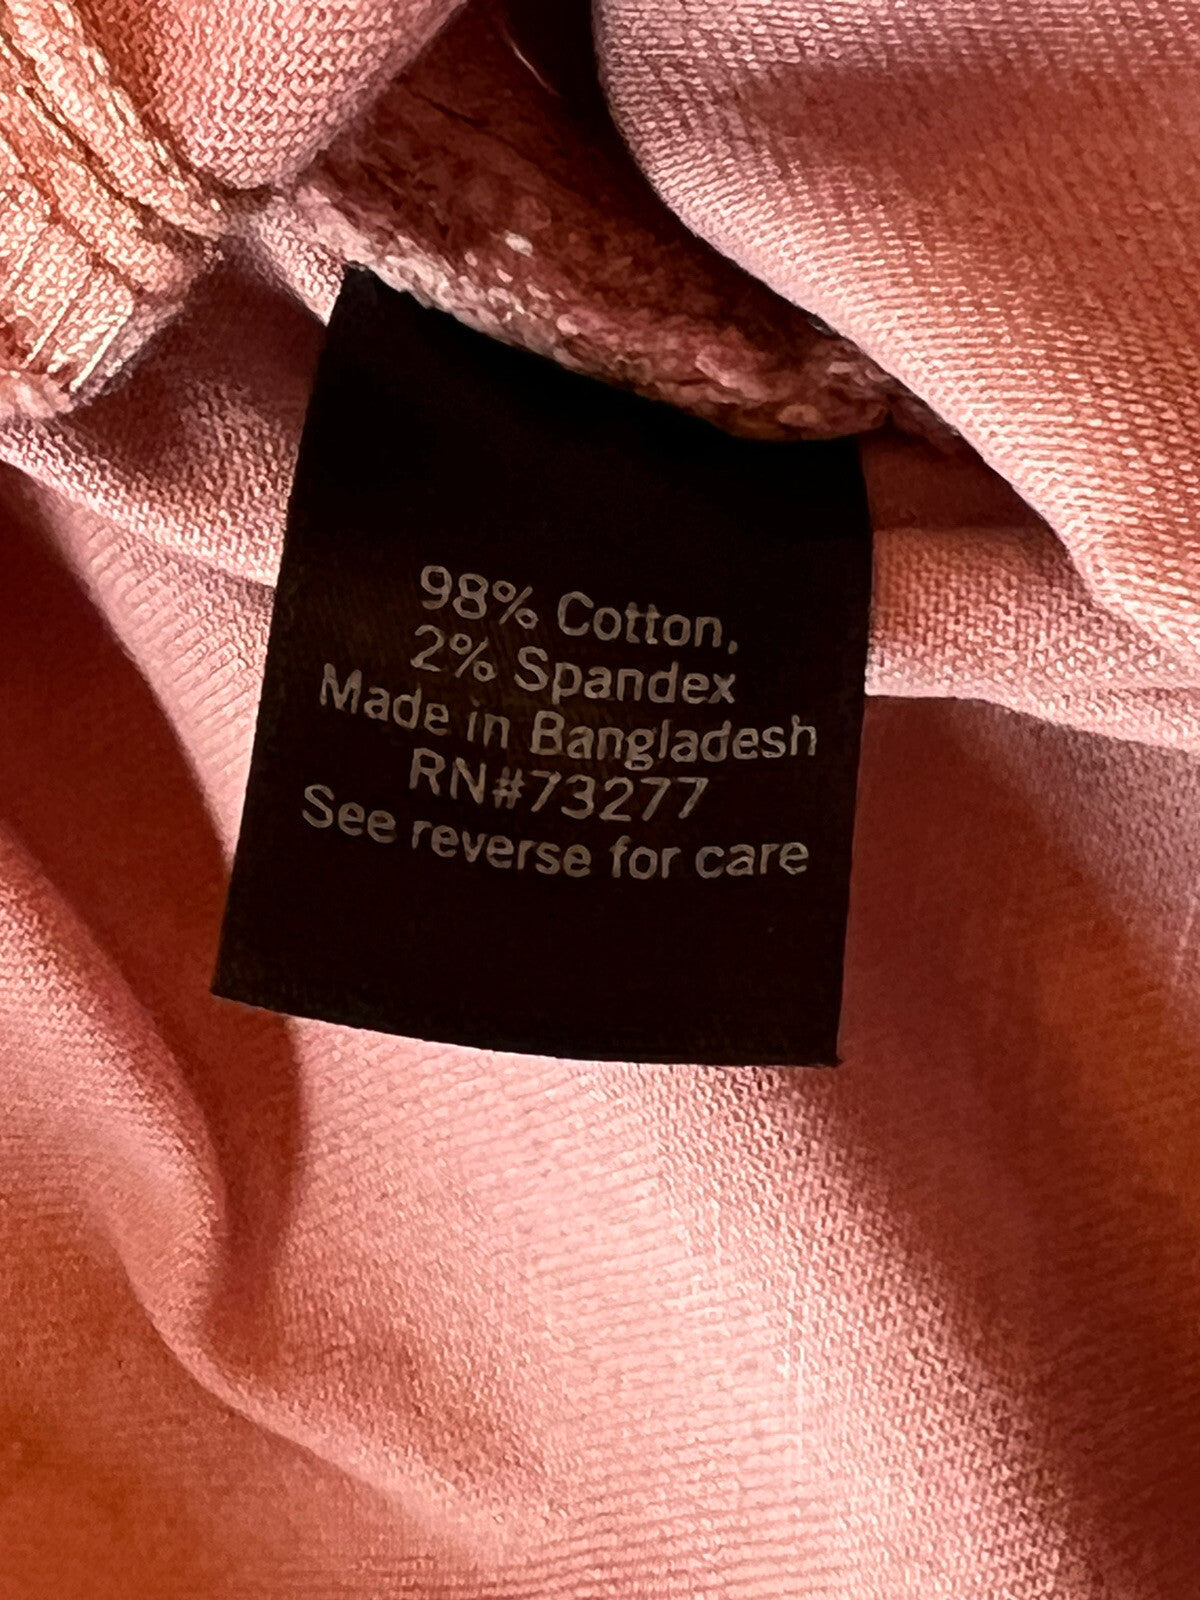 98% Cotton,
2% Spandex
Made in Bangladesh
RN#73277
See reverse for care